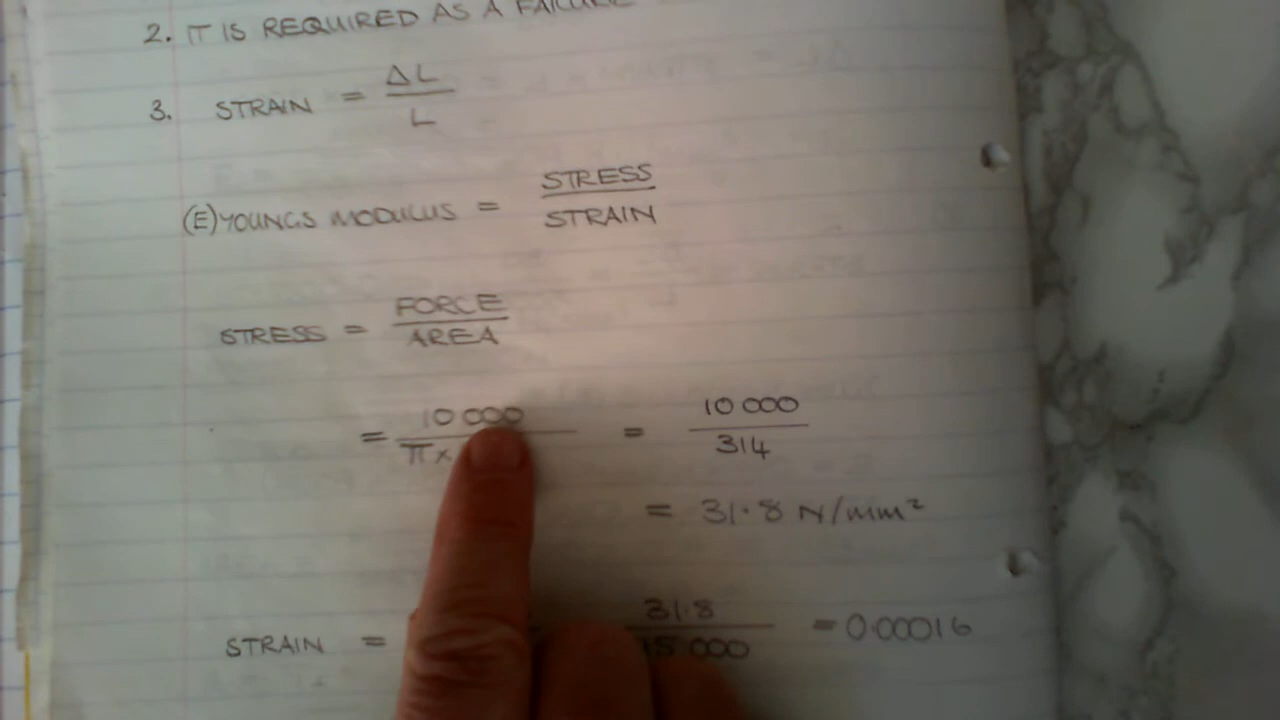 2. IT IS REQUIRED AS A FAILURE
3. STRAIN = ΔL / L
(E) YOUNGS MODULUS = STRESS / STRAIN
STRESS = FORCE / AREA
= 10 000 / π × = 10 000 / 314
= 31.8 N/mm²
STRAIN = 31.8 / 15 000 = 0.00016